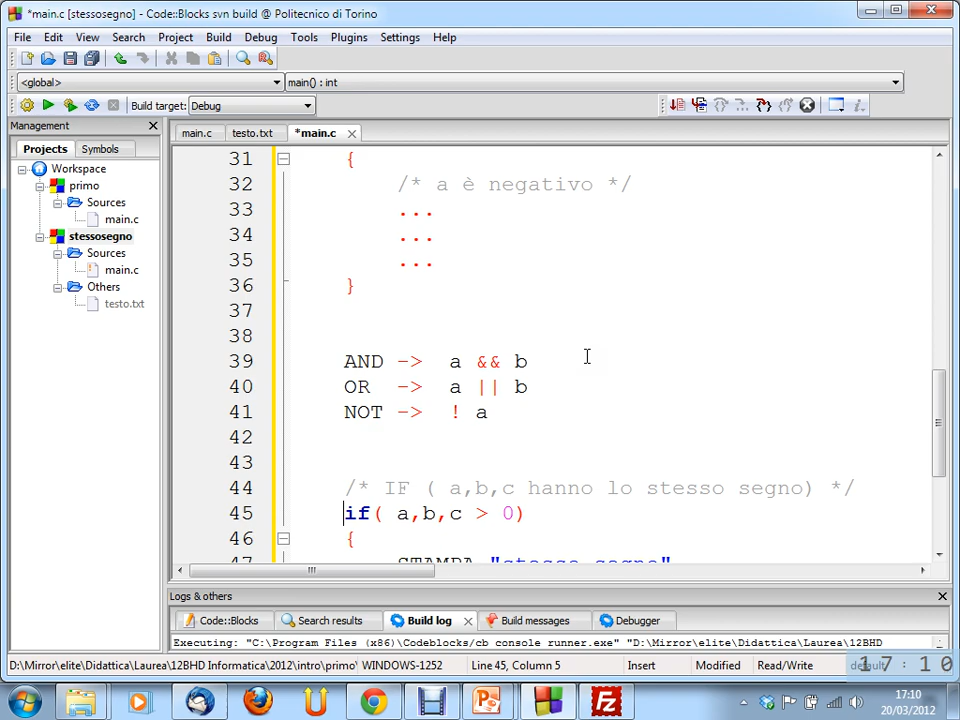 *main.c [stessosegno] - Code::Blocks svn build @ Politecnico di Torino
File Edit View Search Project Build Debug Tools Plugins Settings Help
<global> main() : int
Build target: Debug
Management
main.c testo.txt *main.c
Projects Symbols
Workspace
primo
Sources
main.c
stessosegno
Sources
main.c
Others
testo.txt
31 {
32 /* a è negativo */
33 ...
34 ...
35 ...
36 }
37
38
39 AND -> a && b
40 OR -> a || b
41 NOT -> ! a
42
43
44 /* IF ( a,b,c hanno lo stesso segno) */
45 if( a,b,c > 0)
46 {
47 STAMPA "stesso segno"
Logs & others
Code::Blocks Search results Build log Build messages Debugger
Executing: "C:\Program Files (x86)\Codeblocks/cb_console_runner.exe" "D:\Mirror\elite\Didattica\Laurea\12BHD
D:\Mirror\elite\Didattica\Laurea\12BHD Informatica\2012\intro\primo\ WINDOWS-1252 Line 45, Column 5 Insert Modified Read/Write default
17:10
17:10
20/03/2012